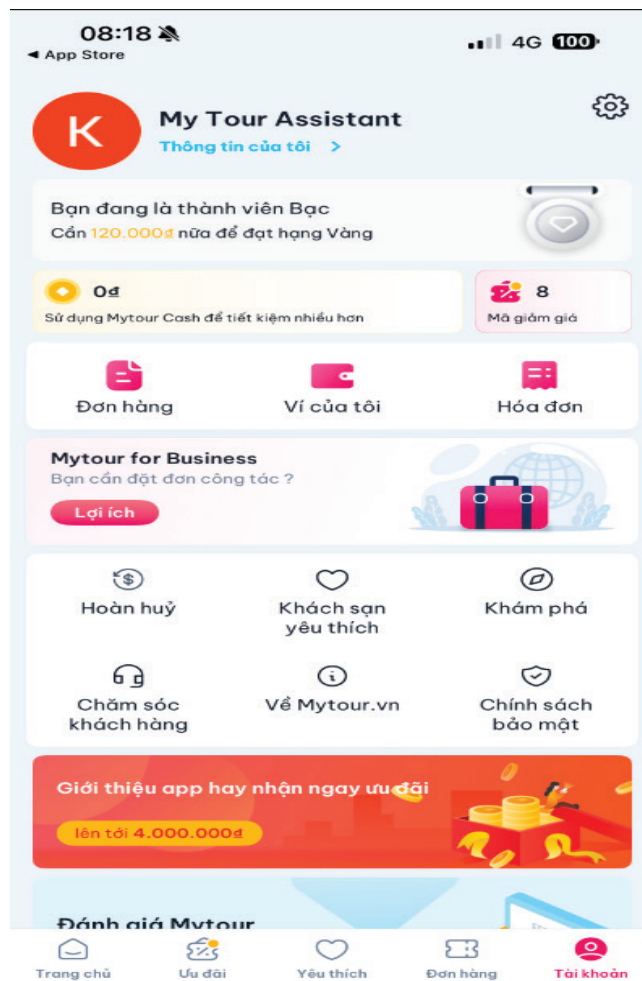 08:18
4G 100
App Store
K
My Tour Assistant
Thông tin của tôi >
Bạn đang là thành viên Bạc
Cần 120.000đ nữa để đạt hạng Vàng
0đ
Sử dụng Mytour Cash để tiết kiệm nhiều hơn
8
Mã giảm giá
Đơn hàng
Ví của tôi
Hóa đơn
Mytour for Business
Bạn cần đặt đơn công tác ?
Lợi ích
Hoàn huỷ
Khách sạn
yêu thích
Khám phá
Chăm sóc
khách hàng
Về Mytour.vn
Chính sách
bảo mật
Giới thiệu app hay nhận ngay ưu đãi
lên tới 4.000.000đ
Đánh giá Mytour
Trang chủ
Ưu đãi
Yêu thích
Đơn hàng
Tài khoản